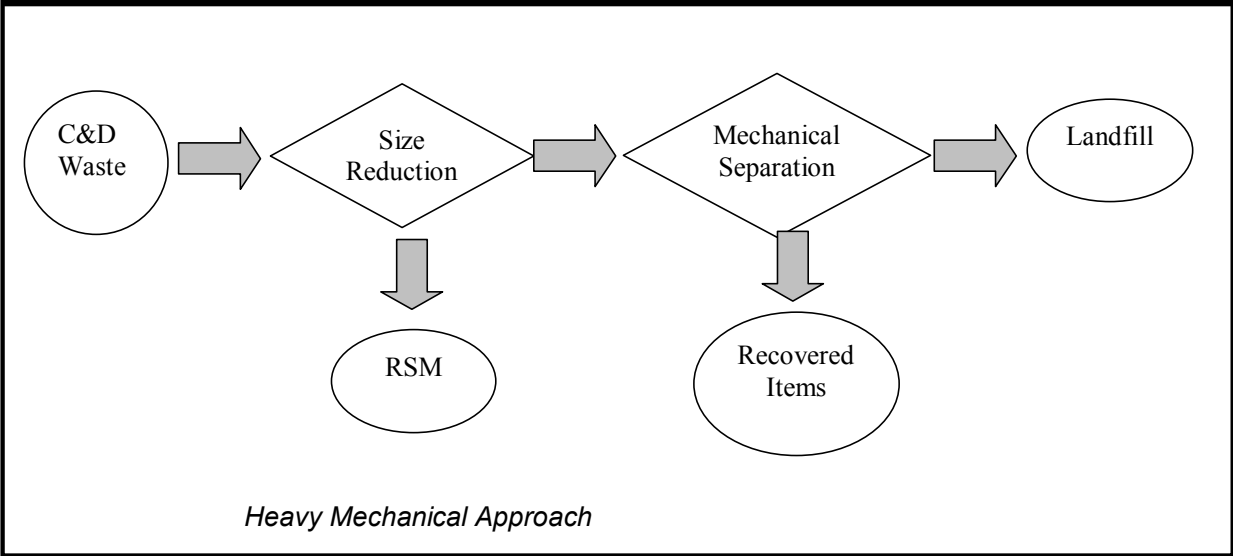 C&D
Waste
Size
Reduction
Mechanical
Separation
Landfill
RSM
Recovered
Items
Heavy Mechanical Approach